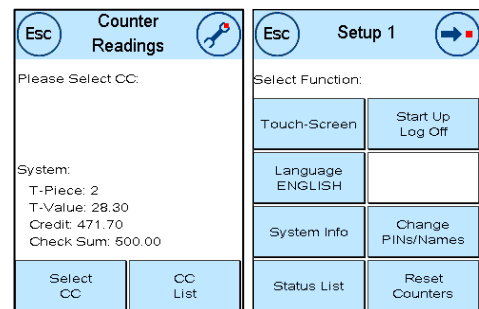 Esc
Counter
Readings
Please Select CC:
System:
T-Piece: 2
T-Value: 28.30
Credit: 471.70
Check Sum: 500.00
Select
CC
CC
List
Esc
Setup 1
Select Function:
Touch-Screen
Start Up
Log Off
Language
ENGLISH
System Info
Change
PINs/Names
Status List
Reset
Counters